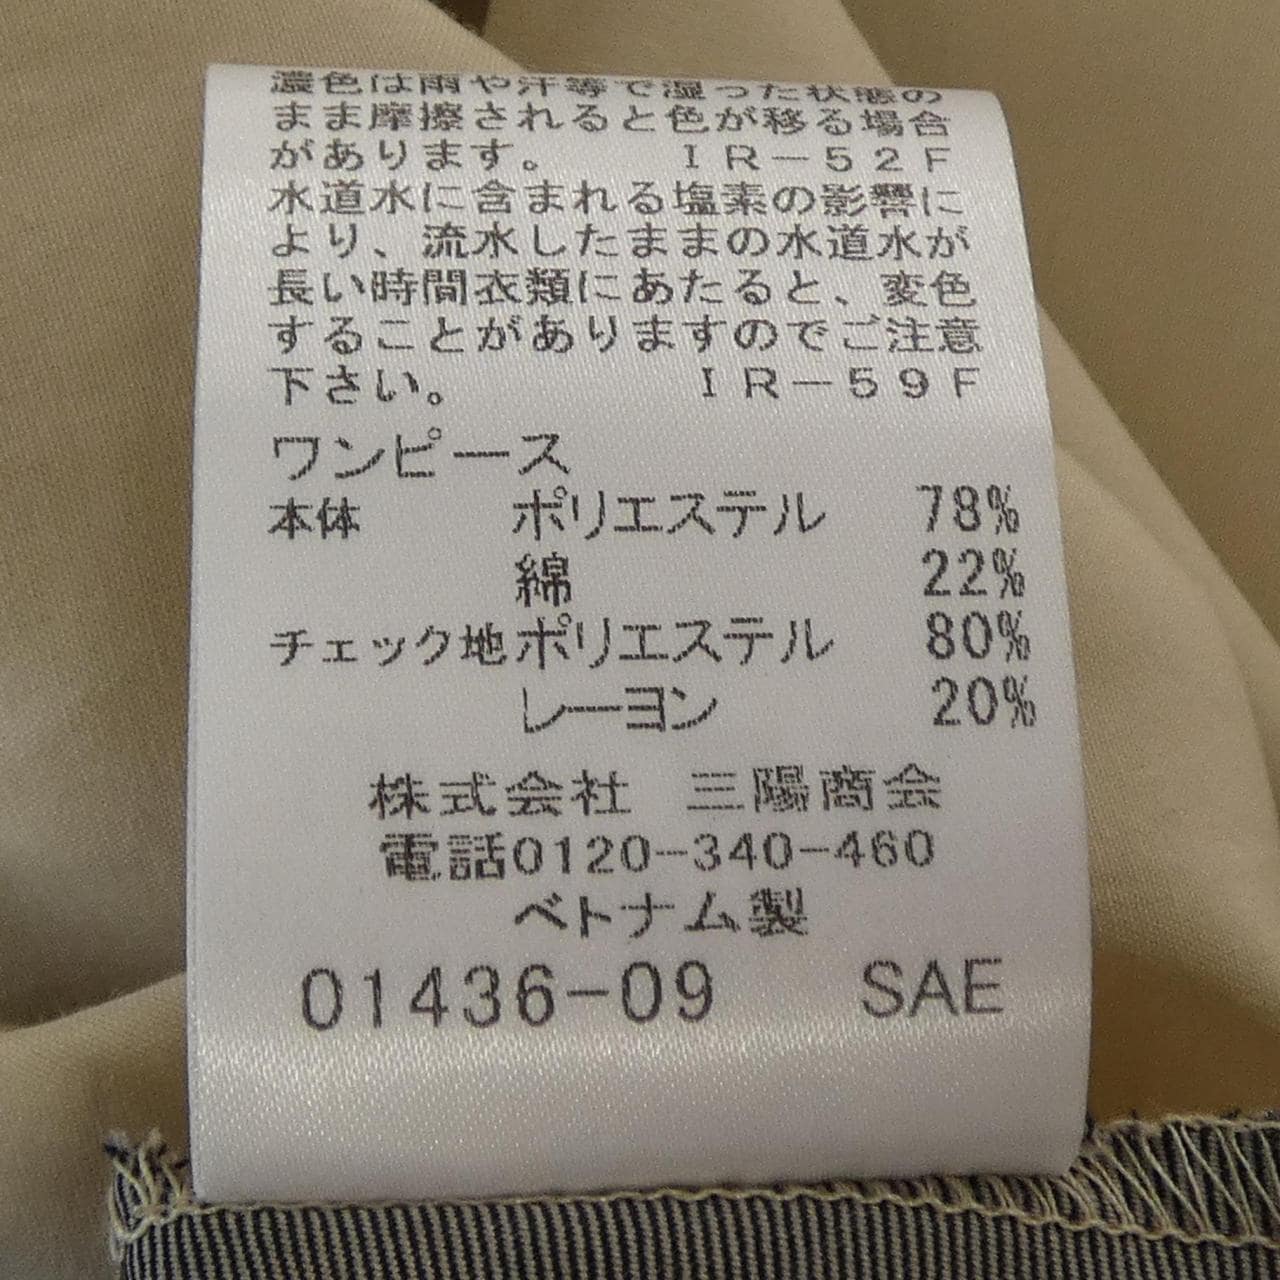 濃色は雨や汗等で湿った状態の
まま摩擦されると色が移る場合
があります。 IR-52F
水道水に含まれる塩素の影響に
より、流水したままの水道水が
長い時間衣類にあたると、変色
することがありますのでご注意
下さい。 IR-59F
ワンピース
本体 ポリエステル 78%
綿 22%
チェック地ポリエステル 80%
レーヨン 20%
株式会社 三陽商会
電話0120-340-460
ベトナム製
01436-09 SAE